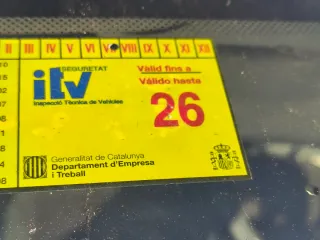 II III IV V VI VIII IX X XI XII
SEGURETAT
itv
Inspecció Tècnica de Vehicles
Vàlid fins a
Válido hasta
26
Generalitat de Catalunya
Departament d'Empresa
i Treball